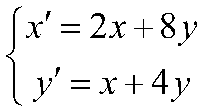 x′ = 2x + 8y
y′ = x + 4y